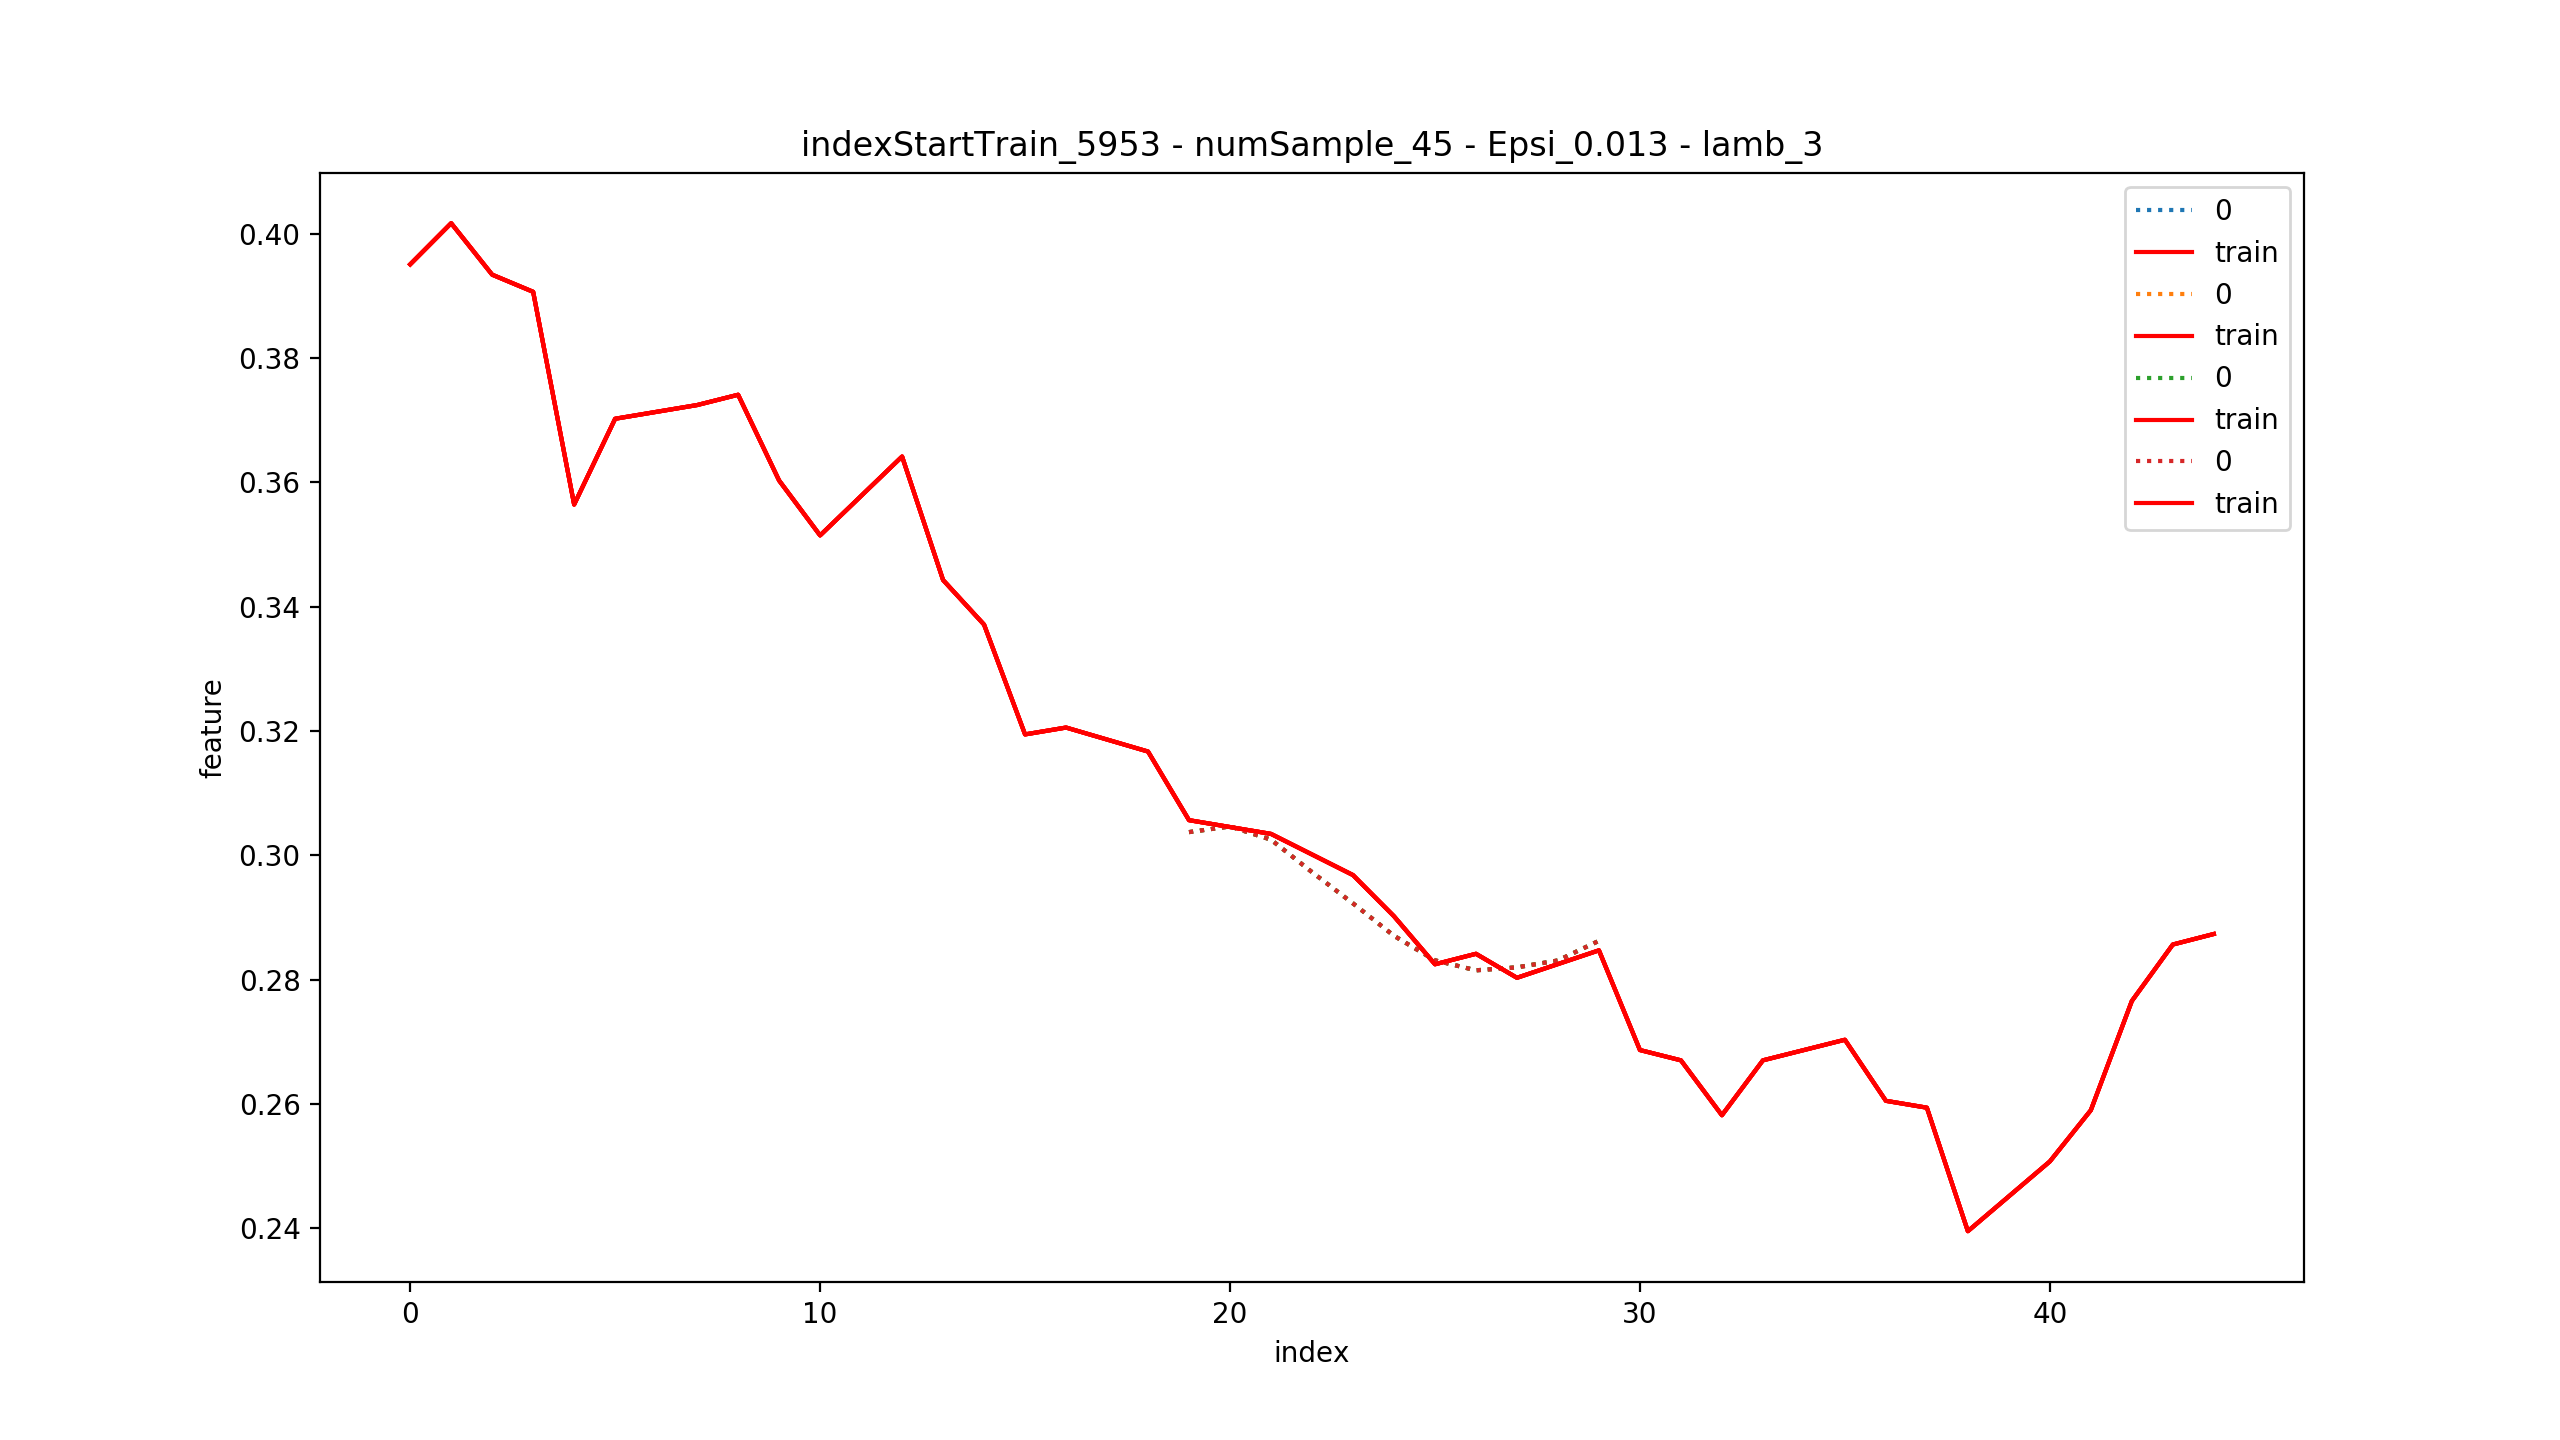 indexStartTrain_5953 - numSample_45 - Epsi_0.013 - lamb_3
0
train
0
train
0
train
0
train
0.40
0.38
0.36
0.34
0.32
0.30
0.28
0.26
0.24
feature
0 10 20 30 40
index